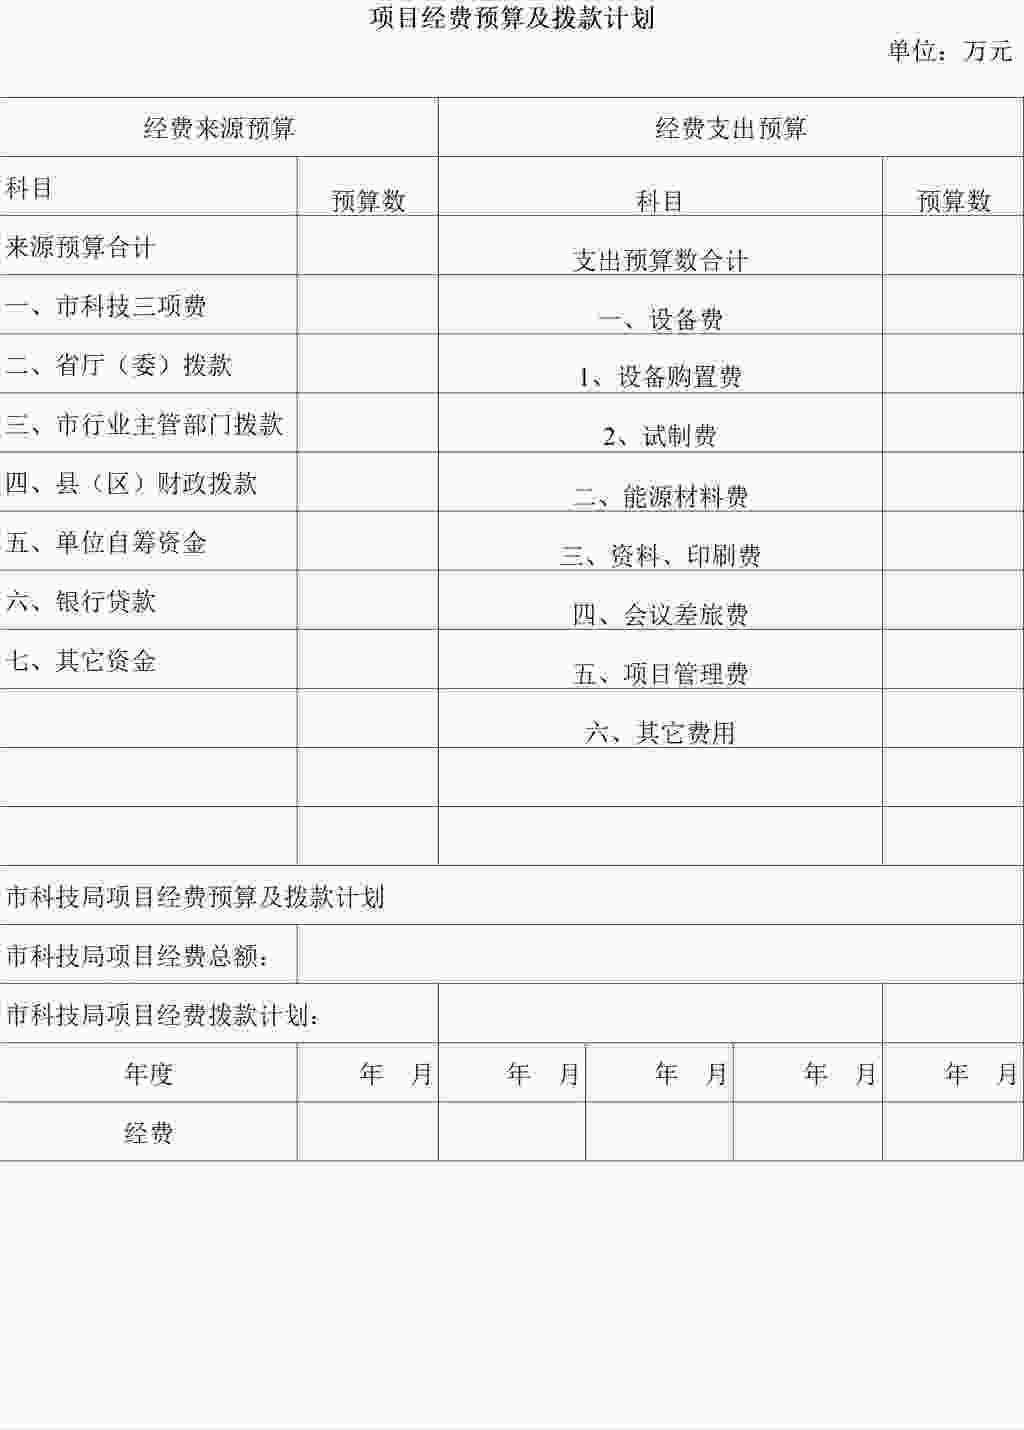 项目经费预算及拨款计划
单位：万元
经费来源预算 经费支出预算
科目 预算数 科目 预算数
来源预算合计 支出预算数合计
一、市科技三项费 一、设备费
二、省厅（委）拨款 1、设备购置费
三、市行业主管部门拨款 2、试制费
四、县（区）财政拨款 二、能源材料费
五、单位自筹资金 三、资料、印刷费
六、银行贷款 四、会议差旅费
七、其它资金 五、项目管理费
六、其它费用
市科技局项目经费预算及拨款计划
市科技局项目经费总额：
市科技局项目经费拨款计划：
年度 年 月 年 月 年 月 年 月 年 月
经费